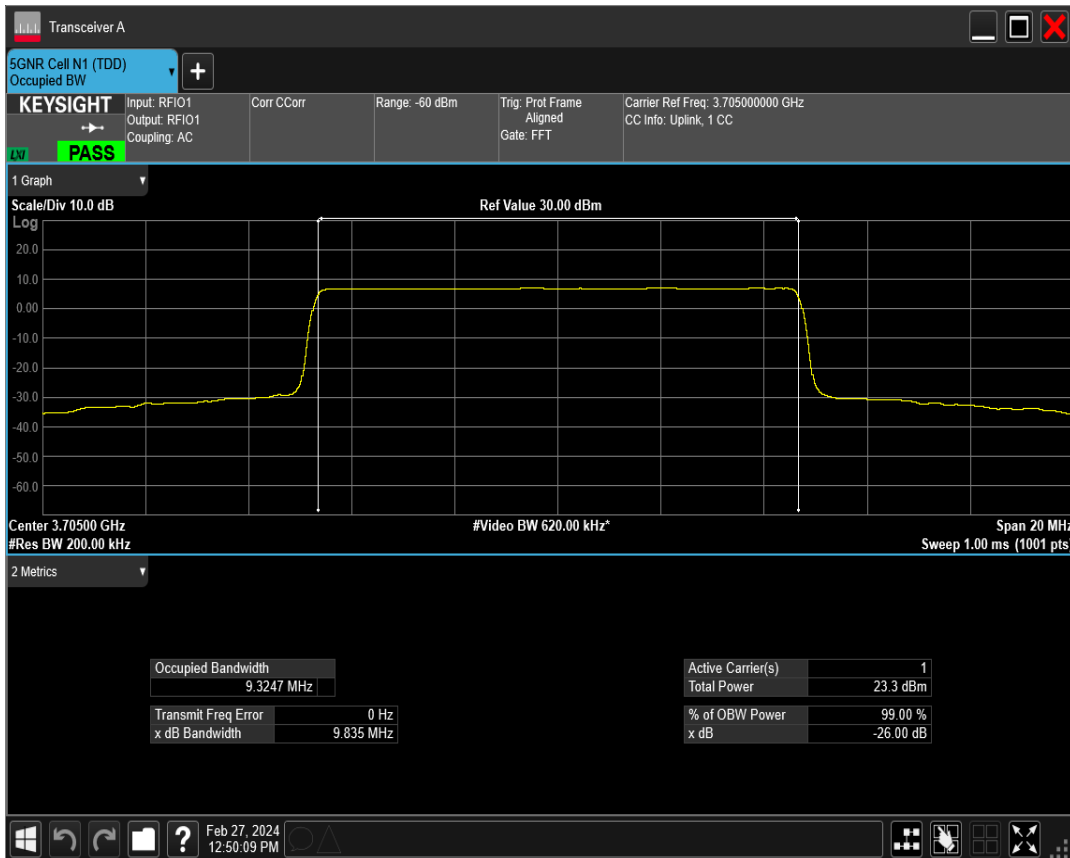 Transceiver A
5GNR Cell N1 (TDD)
Occupied BW
+
KEYSIGHT
LXI
PASS
Input: RFIO1
Output: RFIO1
Coupling: AC
Corr CCorr
Range: -60 dBm
Trig: Prot Frame
Aligned
Gate: FFT
Carrier Ref Freq: 3.705000000 GHz
CC Info: Uplink, 1 CC
1 Graph
Scale/Div 10.0 dB
Ref Value 30.00 dBm
Log
20.0
10.0
0.00
-10.0
-20.0
-30.0
-40.0
-50.0
-60.0
Center 3.70500 GHz
#Video BW 620.00 kHz*
Span 20 MHz
#Res BW 200.00 kHz
Sweep 1.00 ms (1001 pts)
2 Metrics
Occupied Bandwidth
9.3247 MHz
Transmit Freq Error 0 Hz
x dB Bandwidth 9.835 MHz
Active Carrier(s) 1
Total Power 23.3 dBm
% of OBW Power 99.00 %
x dB -26.00 dB
?
Feb 27, 2024
12:50:09 PM